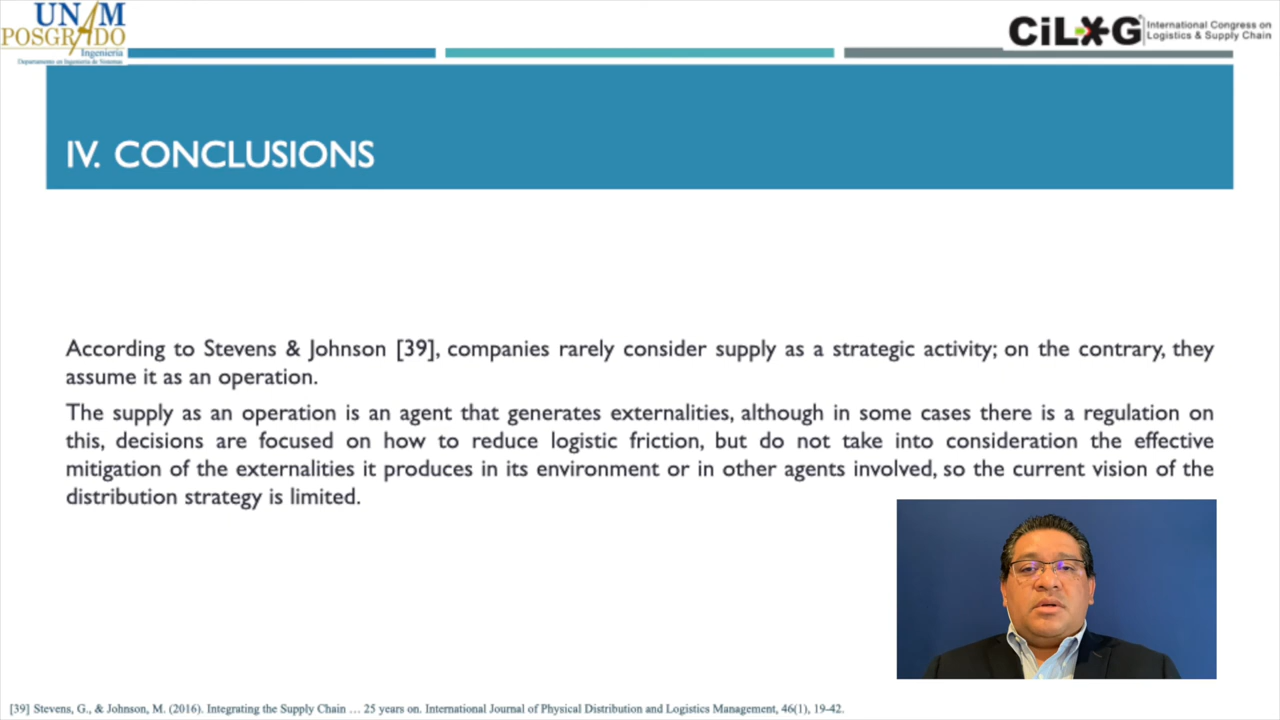 UNAM
POSGRADO
Ingeniería
Departamento en Ingeniería de Sistemas
CiLOG International Congress on
Logistics & Supply Chain
IV. CONCLUSIONS
According to Stevens & Johnson [39], companies rarely consider supply as a strategic activity; on the contrary, they
assume it as an operation.
The supply as an operation is an agent that generates externalities, although in some cases there is a regulation on
this, decisions are focused on how to reduce logistic friction, but do not take into consideration the effective
mitigation of the externalities it produces in its environment or in other agents involved, so the current vision of the
distribution strategy is limited.
[39] Stevens, G., & Johnson, M. (2016). Integrating the Supply Chain … 25 years on. International Journal of Physical Distribution and Logistics Management, 46(1), 19-42.